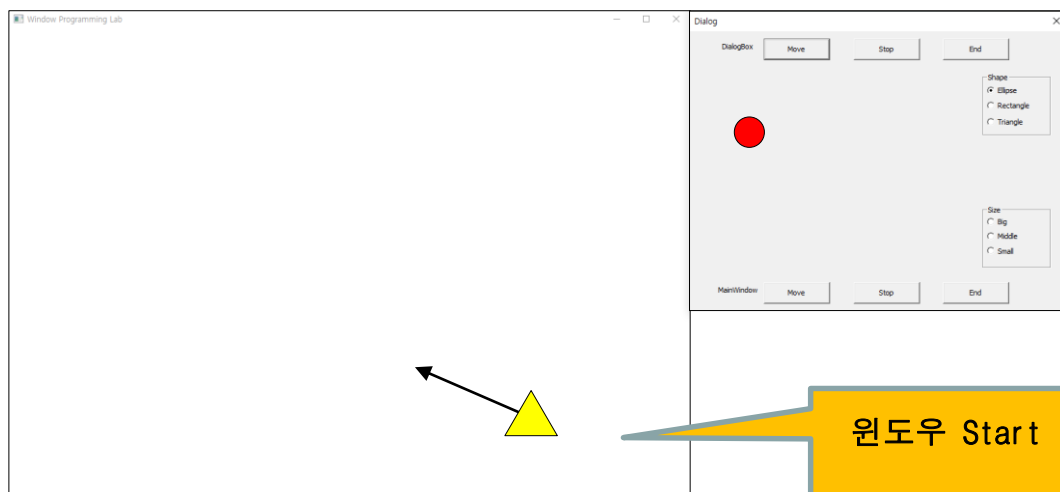 Window Programming Lab
Dialog
DialogBox Move Stop End
Shape
Ellipse
Rectangle
Triangle
Size
Big
Middle
Small
MainWindow Move Stop End
윈도우 Start